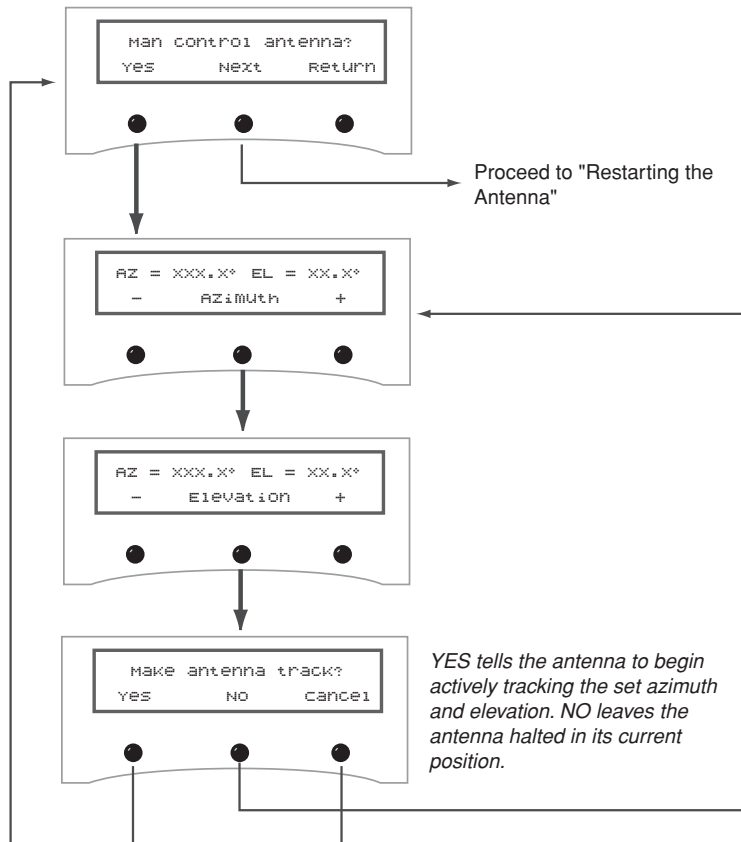 Man control antenna?
Yes Next Return
Proceed to "Restarting the
Antenna"
AZ = XXX.X° EL = XX.X°
- Azimuth +
AZ = XXX.X° EL = XX.X°
- Elevation +
Make antenna track?
Yes No Cancel
YES tells the antenna to begin
actively tracking the set azimuth
and elevation. NO leaves the
antenna halted in its current
position.